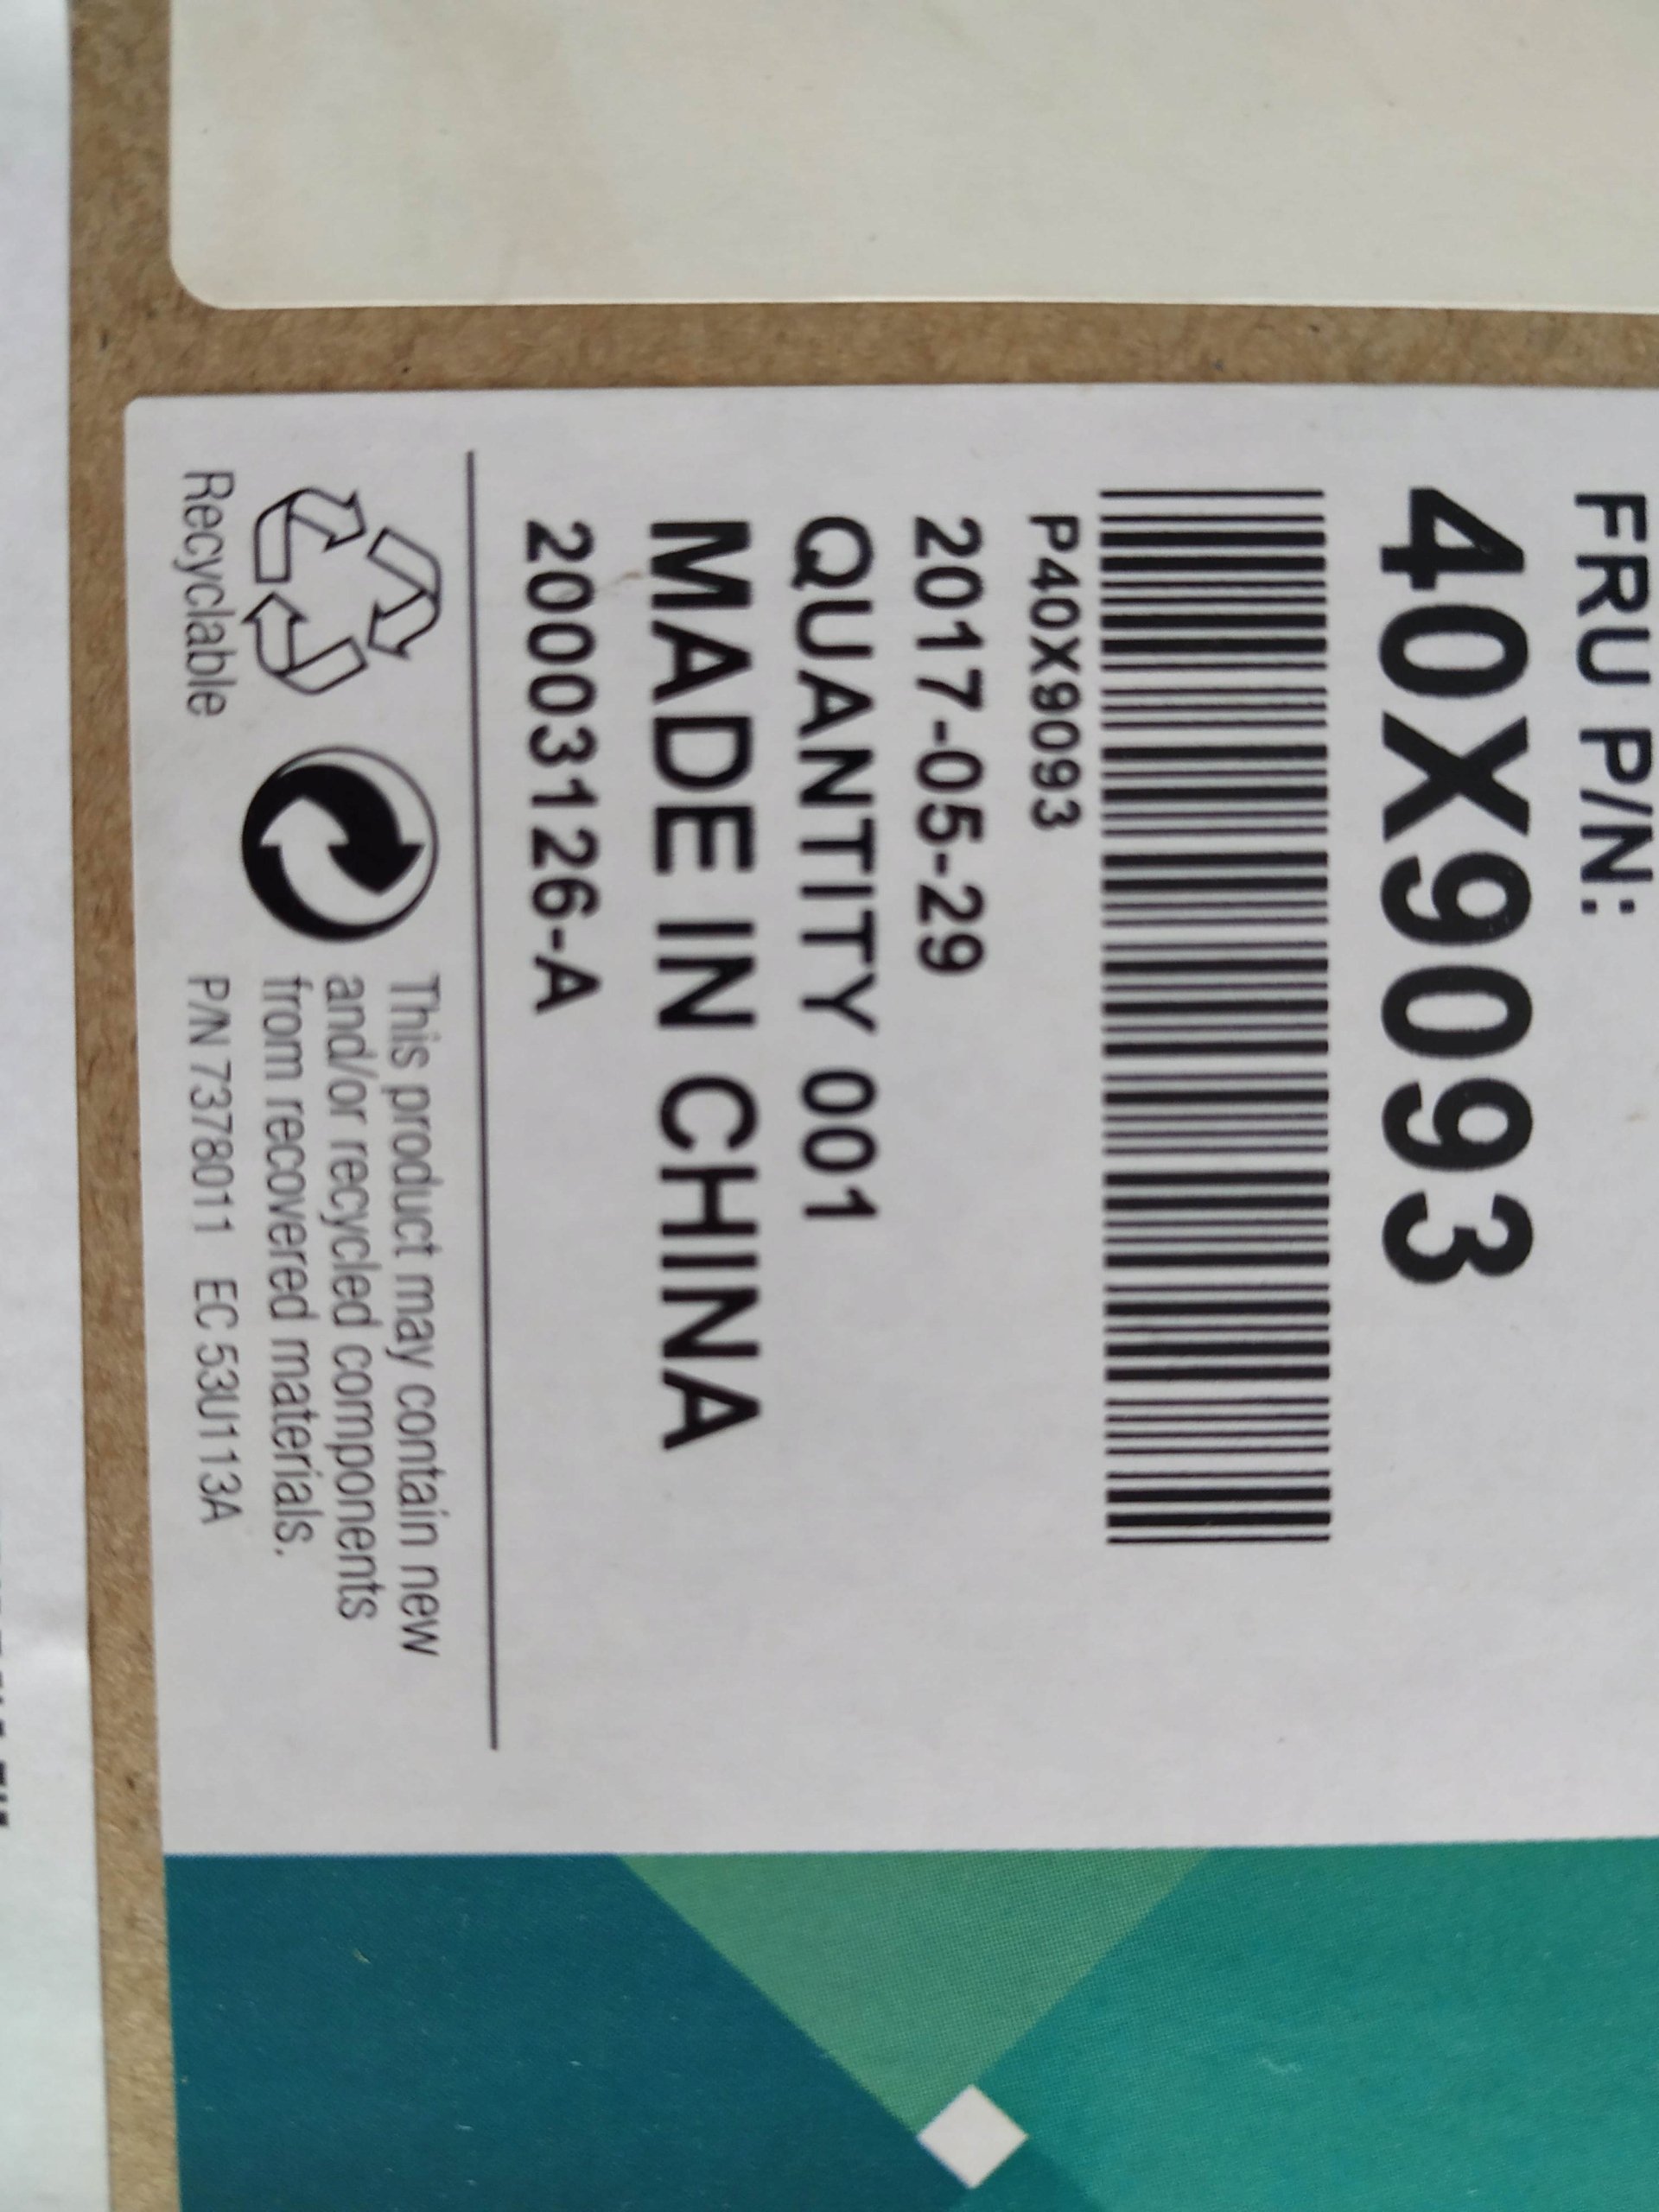 FRU P/N:
40X9093
P40X9093
2017-05-29
QUANTITY 001
MADE IN CHINA
20003126-A
Recyclable
This product may contain new
and/or recycled components
from recovered materials.
P/N 7378011 EC 53U113A